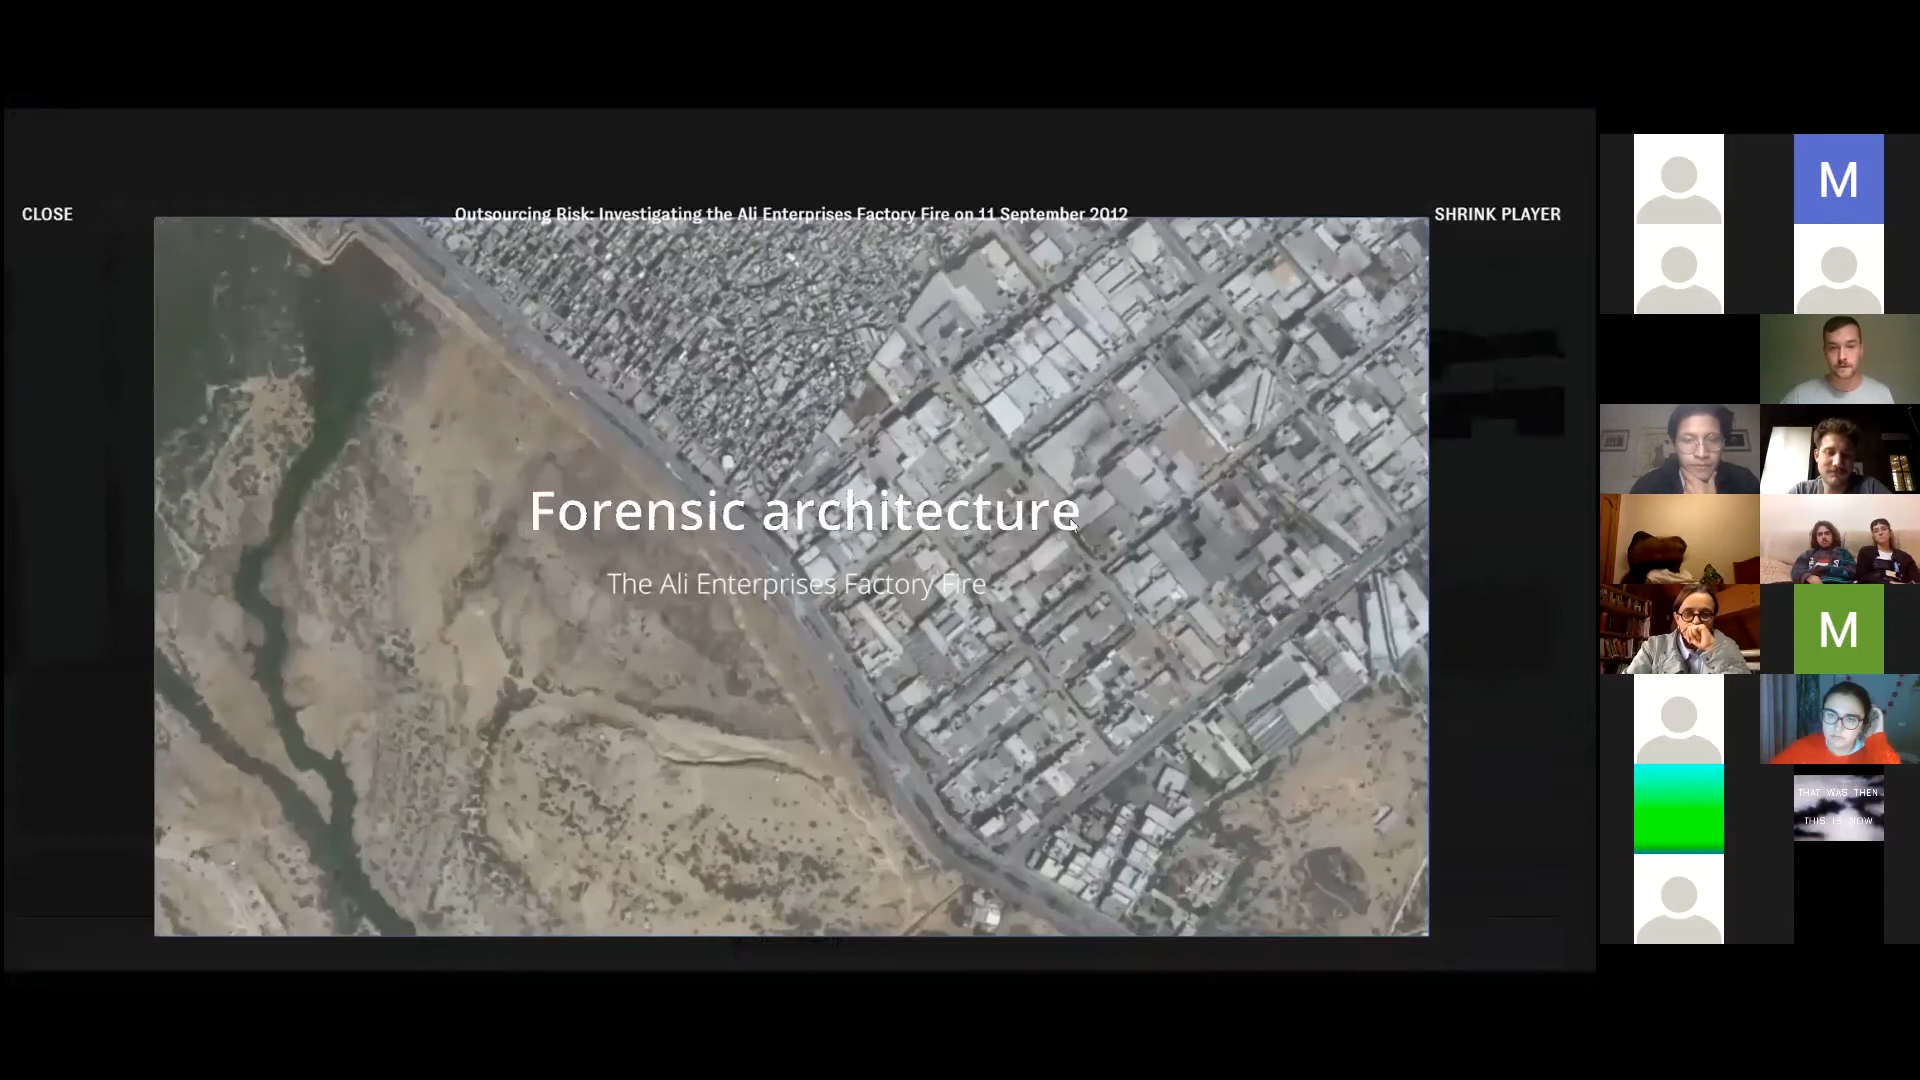 CLOSE
Outsourcing Risk: Investigating the Ali Enterprises Factory Fire on 11 September 2012
SHRINK PLAYER
Forensic architecture
The Ali Enterprises Factory Fire
M
M
THAT WAS THEN
THIS IS NOW